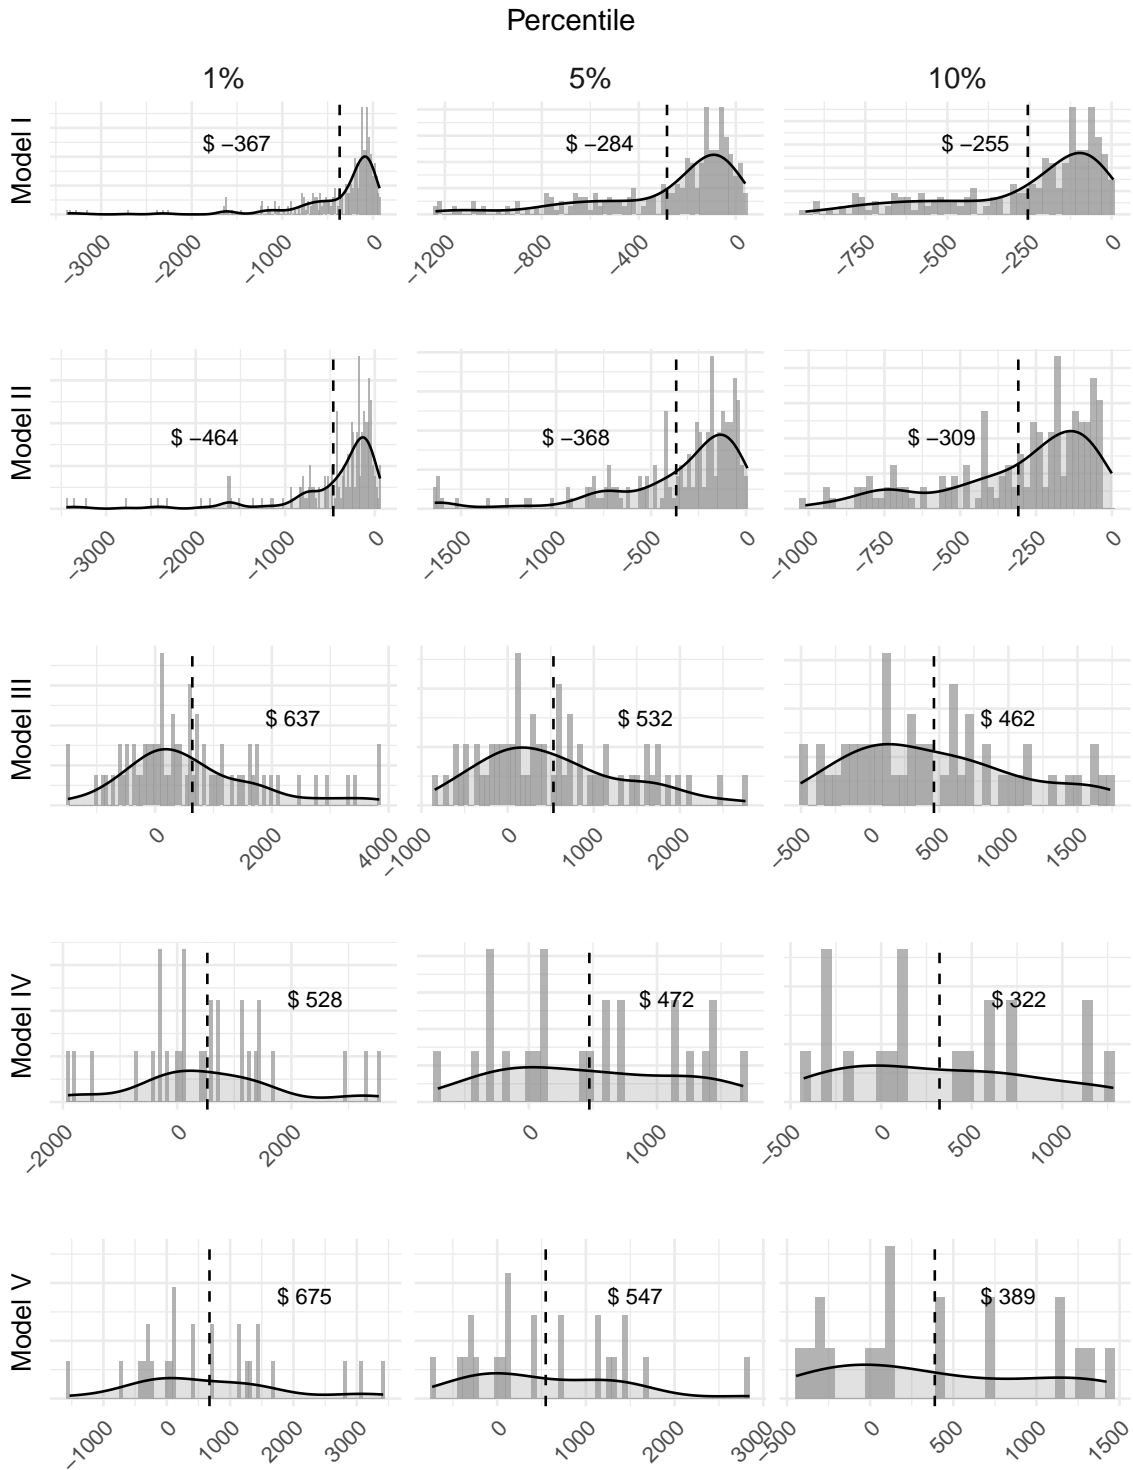 Percentile
1% 5% 10%
Model I
$ −367 $ −284 $ −255
−3000 −2000 −1000 0 −1200 −800 −400 0 −750 −500 −250 0
Model II
$ −464 $ −368 $ −309
−3000 −2000 −1000 0 −1500 −1000 −500 0 −1000 −750 −500 −250 0
Model III
$ 637 $ 532 $ 462
0 2000 4000 −1000 0 1000 2000 −500 0 500 1000 1500
Model IV
$ 528 $ 472 $ 322
−2000 0 2000 0 1000 −500 0 500 1000
Model V
$ 675 $ 547 $ 389
−1000 0 1000 2000 3000 0 1000 2000 3000 −500 0 500 1000 1500